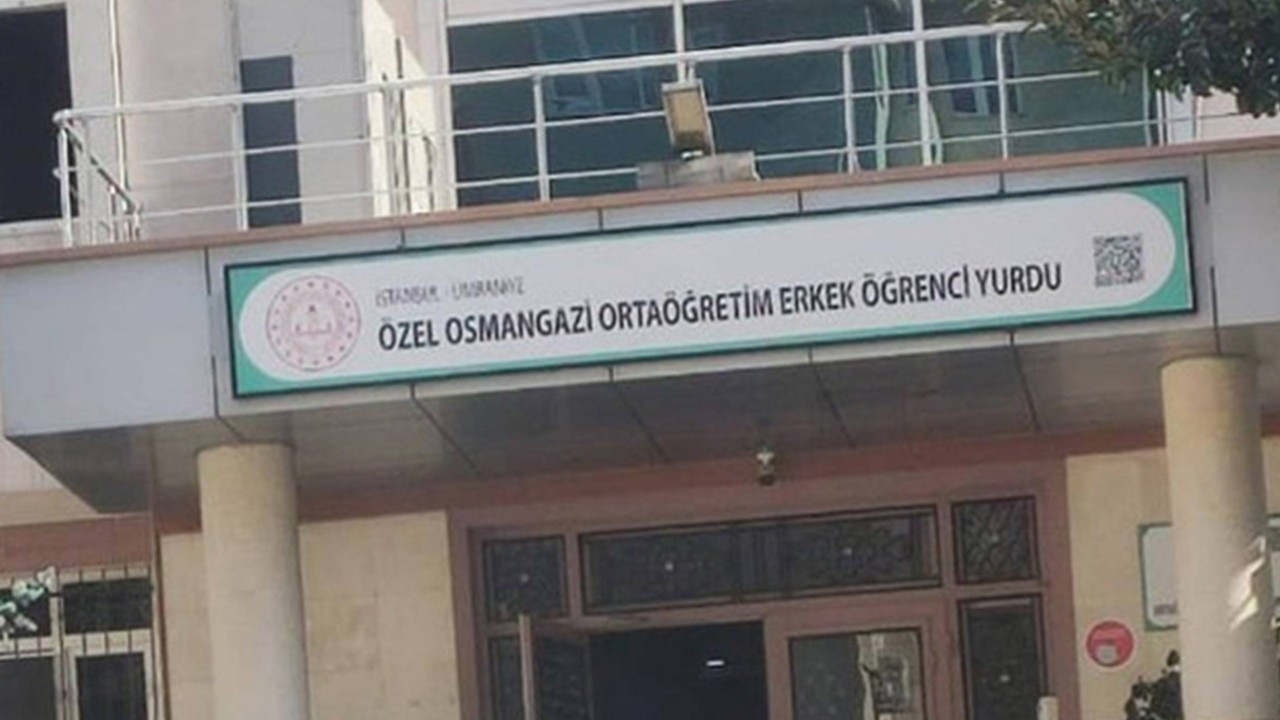 İSTANBUL - ÜMRANİYE
ÖZEL OSMANGAZİ ORTAÖĞRETİM ERKEK ÖĞRENCİ YURDU